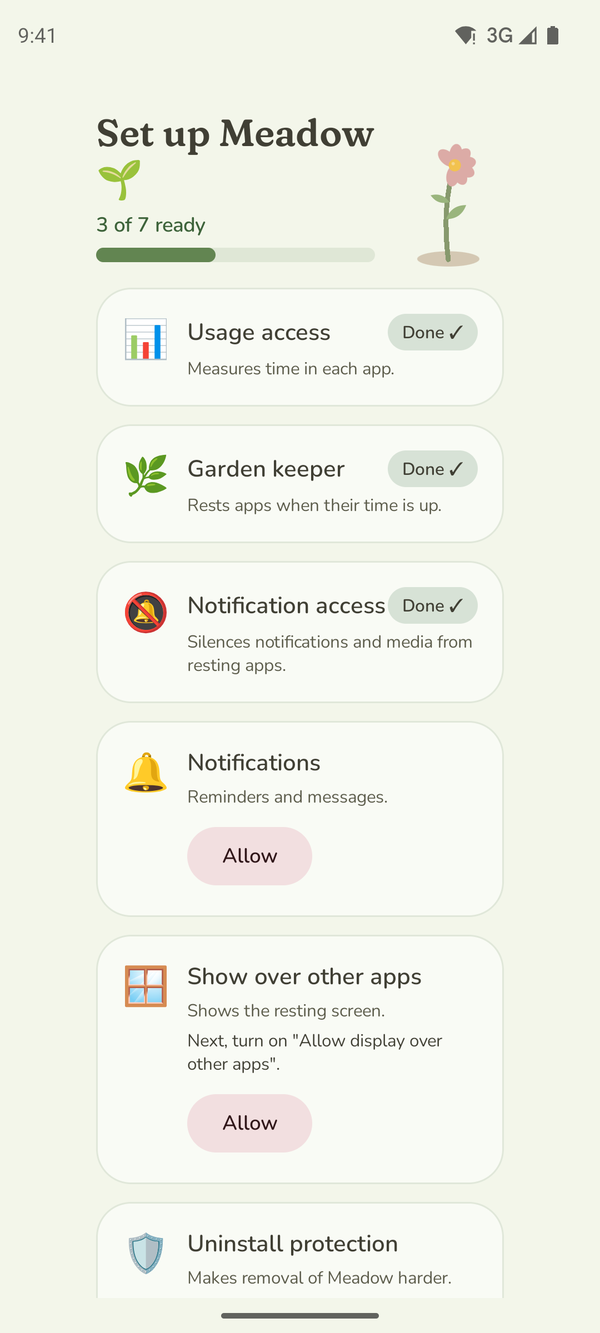 9:41
3G
Set up Meadow
3 of 7 ready
Usage access
Done ✓
Measures time in each app.
Garden keeper
Done ✓
Rests apps when their time is up.
Notification access
Done ✓
Silences notifications and media from
resting apps.
Notifications
Reminders and messages.
Allow
Show over other apps
Shows the resting screen.
Next, turn on "Allow display over
other apps".
Allow
Uninstall protection
Makes removal of Meadow harder.